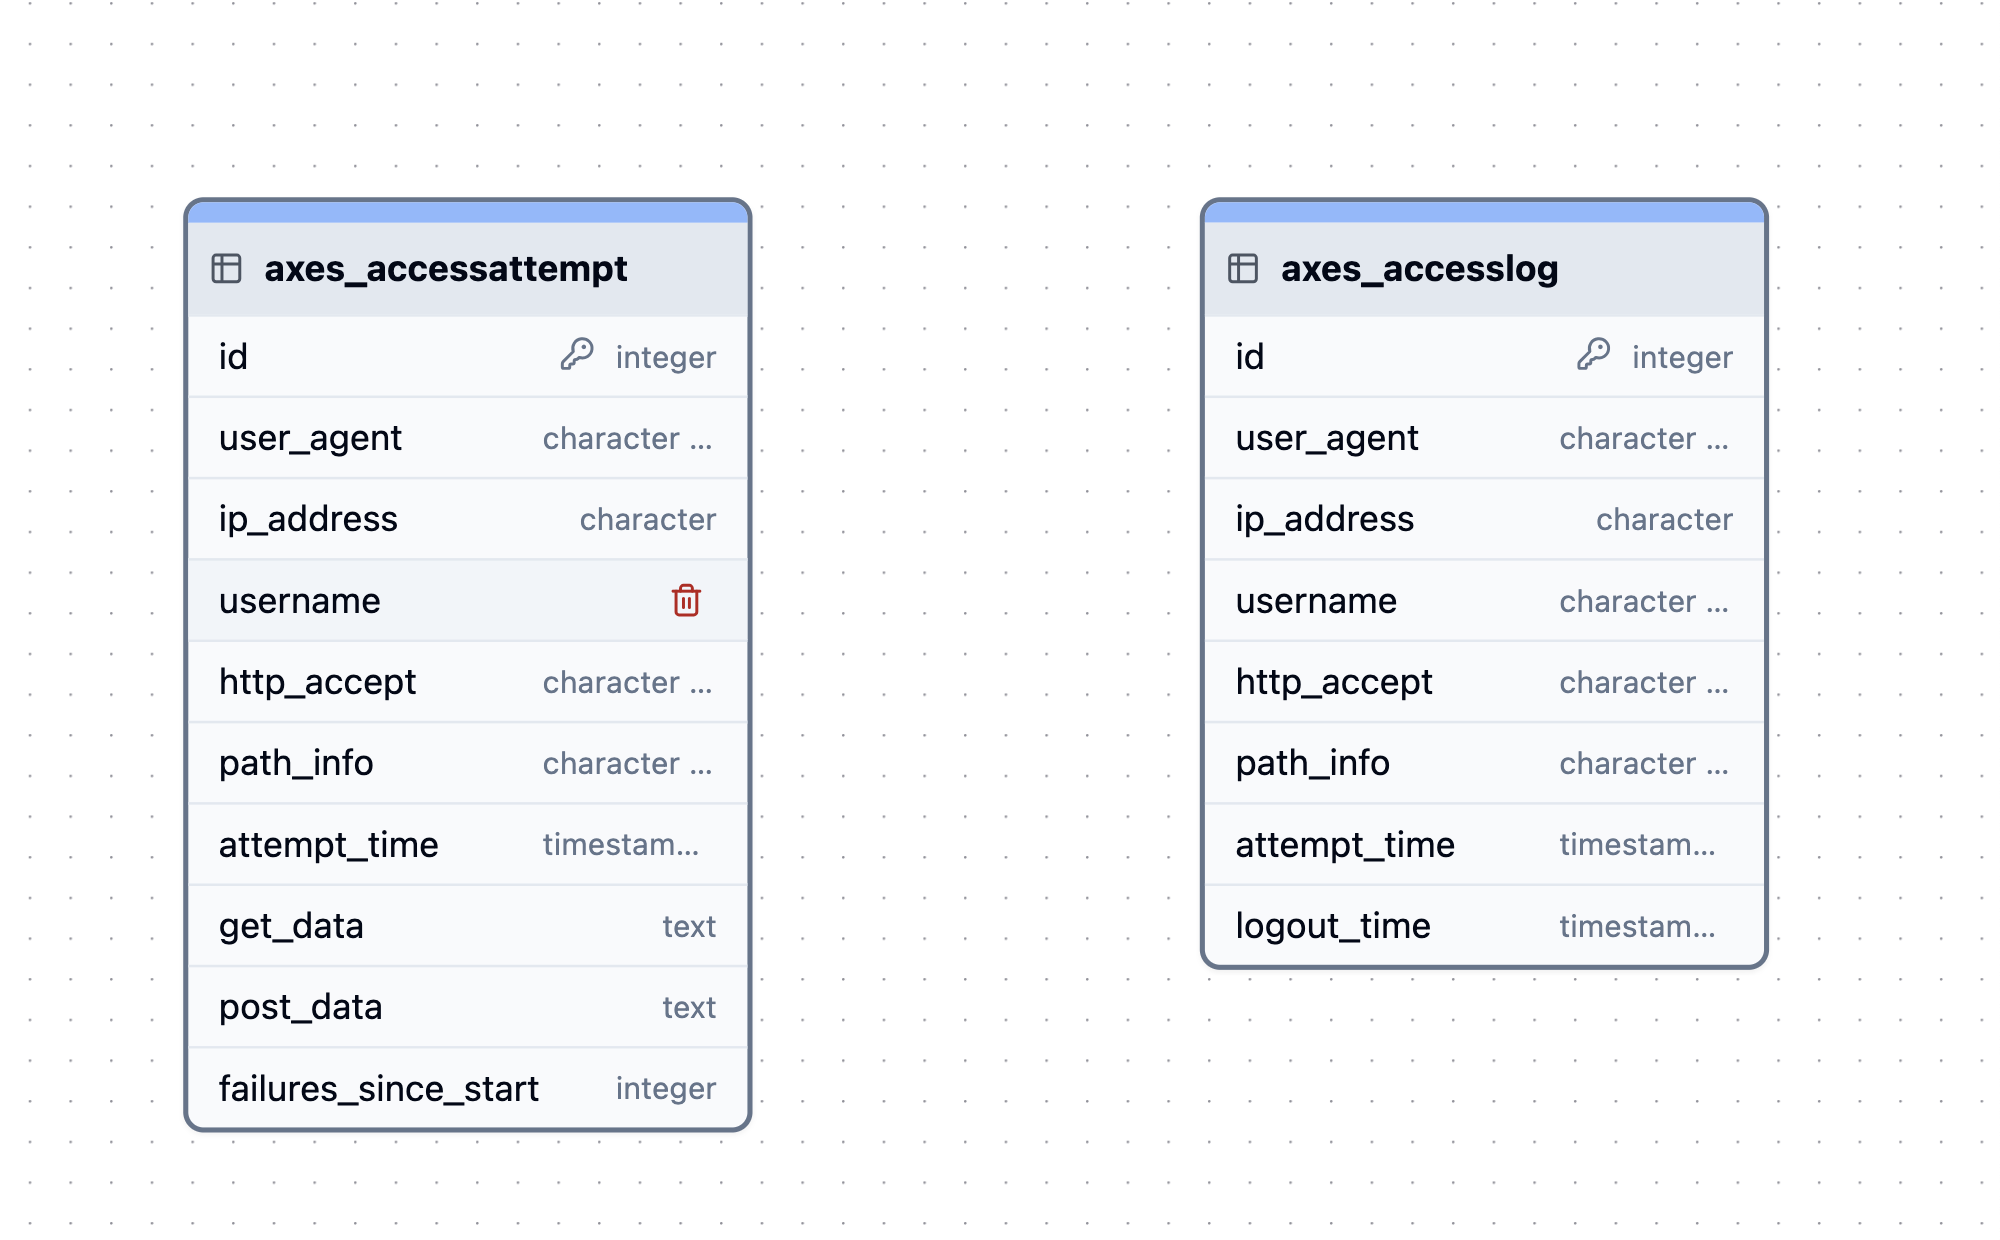 axes_accessattempt
id integer
user_agent character ...
ip_address character
username
http_accept character ...
path_info character ...
attempt_time timestam...
get_data text
post_data text
failures_since_start integer
axes_accesslog
id integer
user_agent character ...
ip_address character
username character ...
http_accept character ...
path_info character ...
attempt_time timestam...
logout_time timestam...